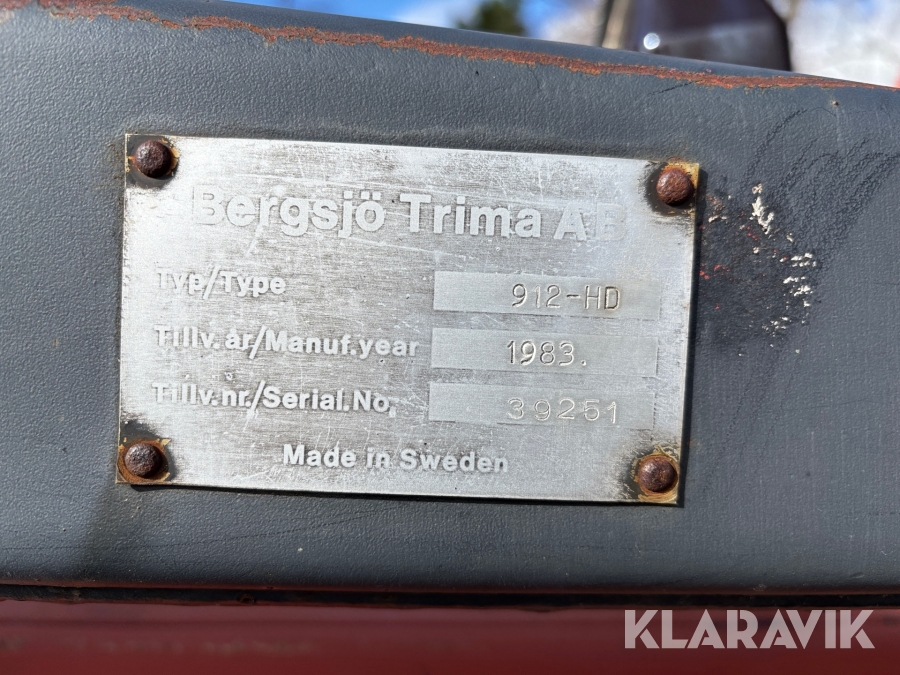 Bergsjö Trima AB
Typ/Type 912-HD
Tillv.år/Manuf.year 1983.
Tillv.nr./Serial.No. 39251
Made in Sweden
KLARAVIK